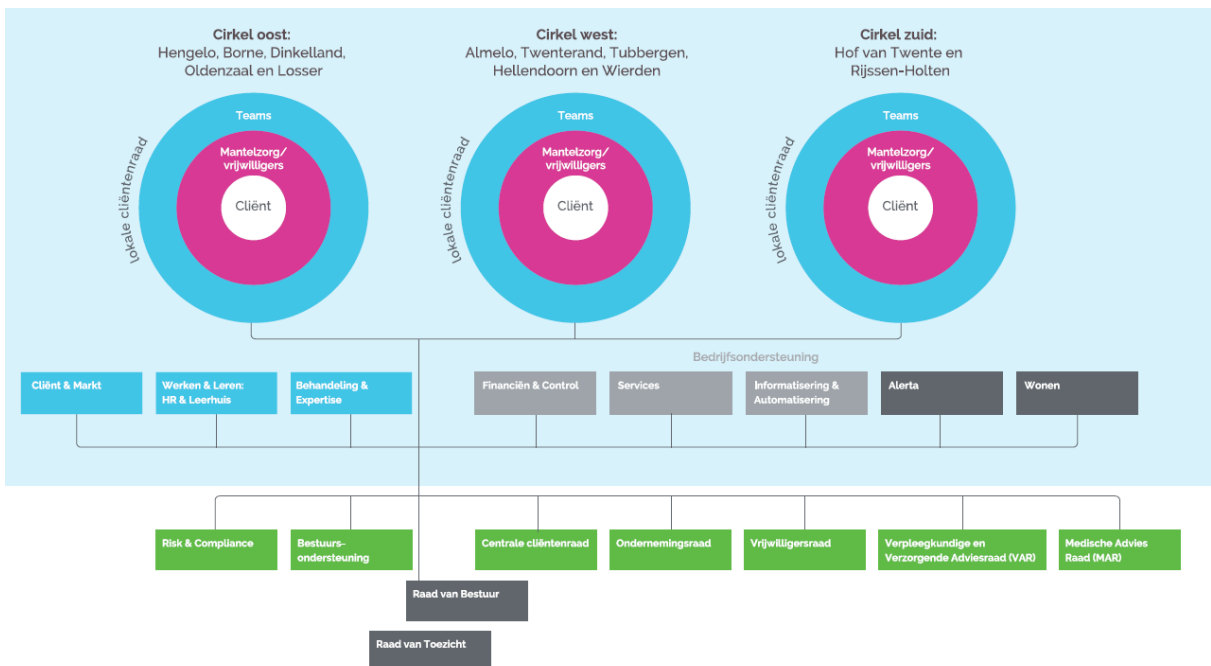 Cirkel oost:
Hengelo, Borne, Dinkelland,
Oldenzaal en Losser
Cirkel west:
Almelo, Twenterand, Tubbergen,
Hellendoorn en Wierden
Cirkel zuid:
Hof van Twente en
Rijssen-Holten
lokale cliëntenraad
Teams
Mantelzorg/
vrijwilligers
Cliënt
lokale cliëntenraad
Teams
Mantelzorg/
vrijwilligers
Cliënt
lokale cliëntenraad
Teams
Mantelzorg/
vrijwilligers
Cliënt
Bedrijfsondersteuning
Cliënt & Markt
Werken & Leren:
HR & Leerhuis
Behandeling &
Expertise
Financiën & Control
Services
Informatisering &
Automatisering
Alerta
Wonen
Risk & Compliance
Bestuurs-
ondersteuning
Centrale cliëntenraad
Ondernemingsraad
Vrijwilligersraad
Verpleegkundige en
Verzorgende Adviesraad (VAR)
Medische Advies
Raad (MAR)
Raad van Bestuur
Raad van Toezicht